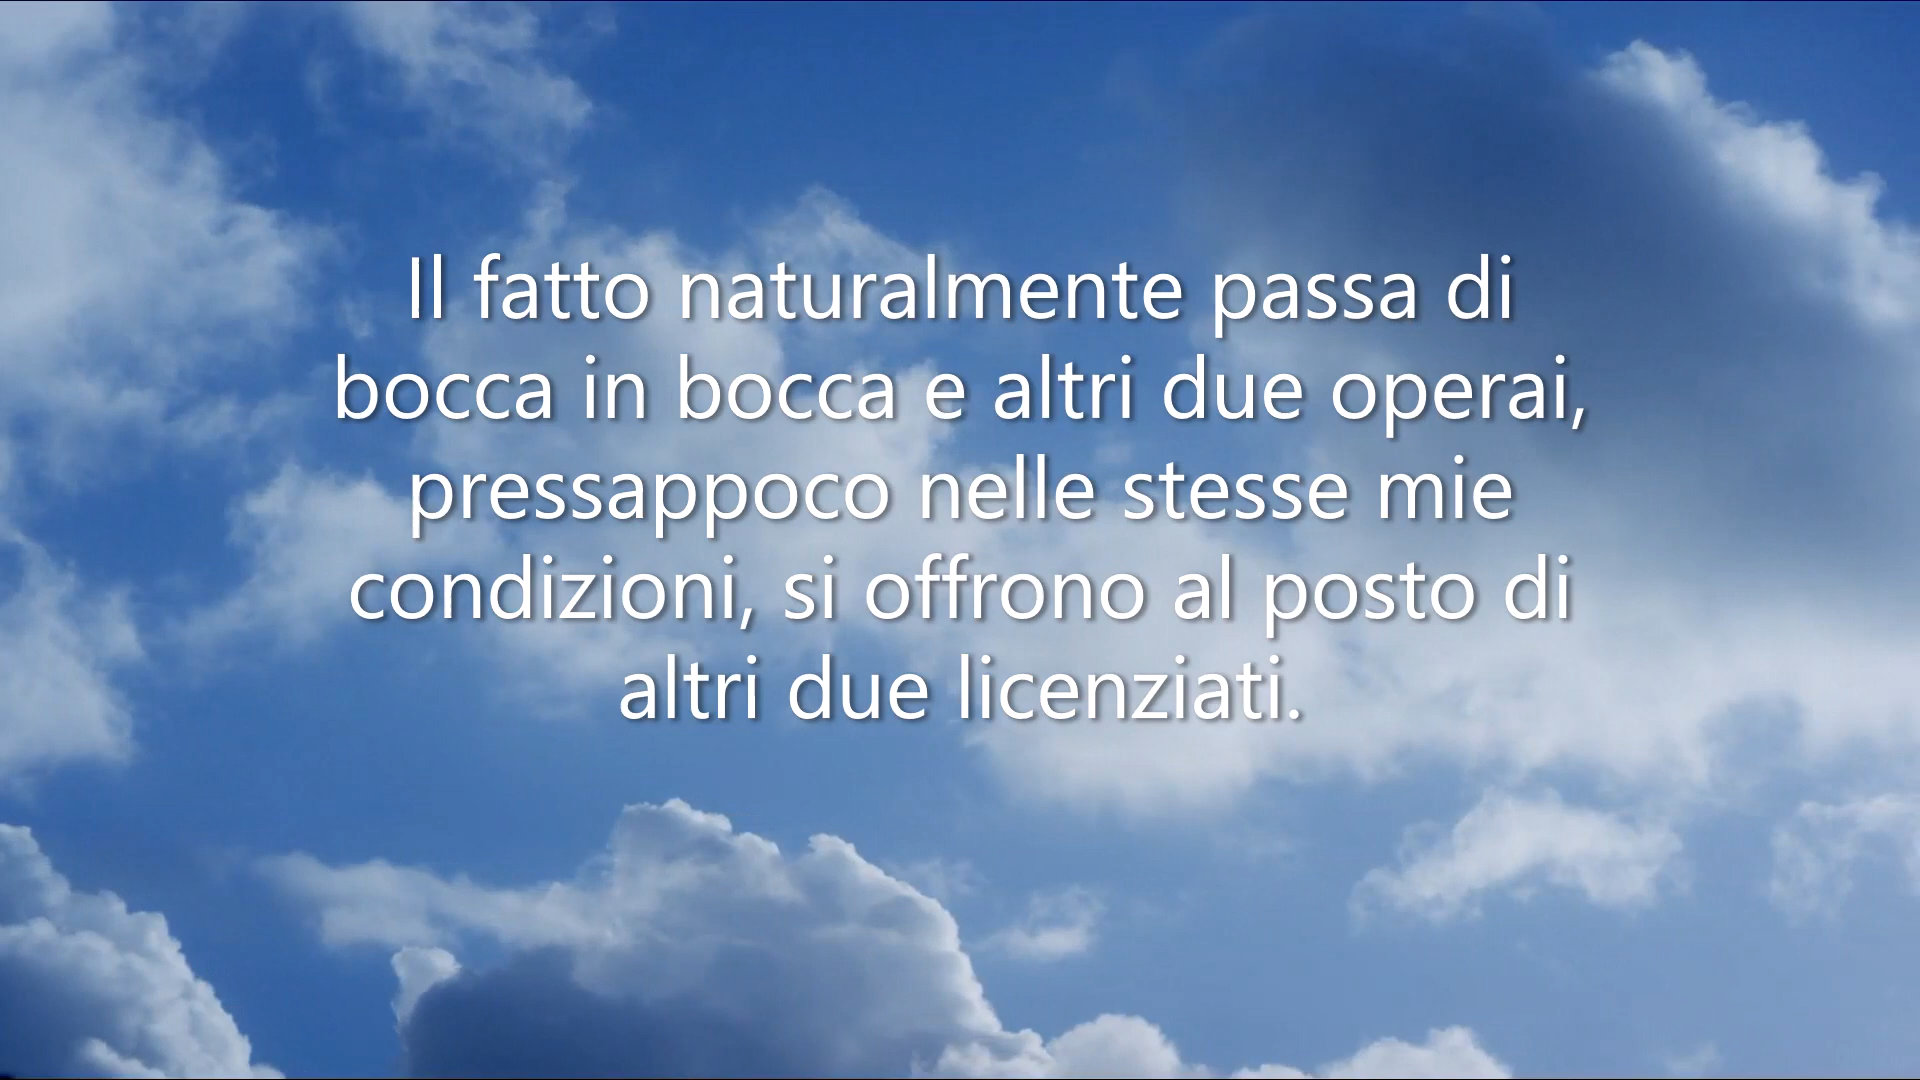 Il fatto naturalmente passa di
bocca in bocca e altri due operai,
pressappoco nelle stesse mie
condizioni, si offrono al posto di
altri due licenziati.